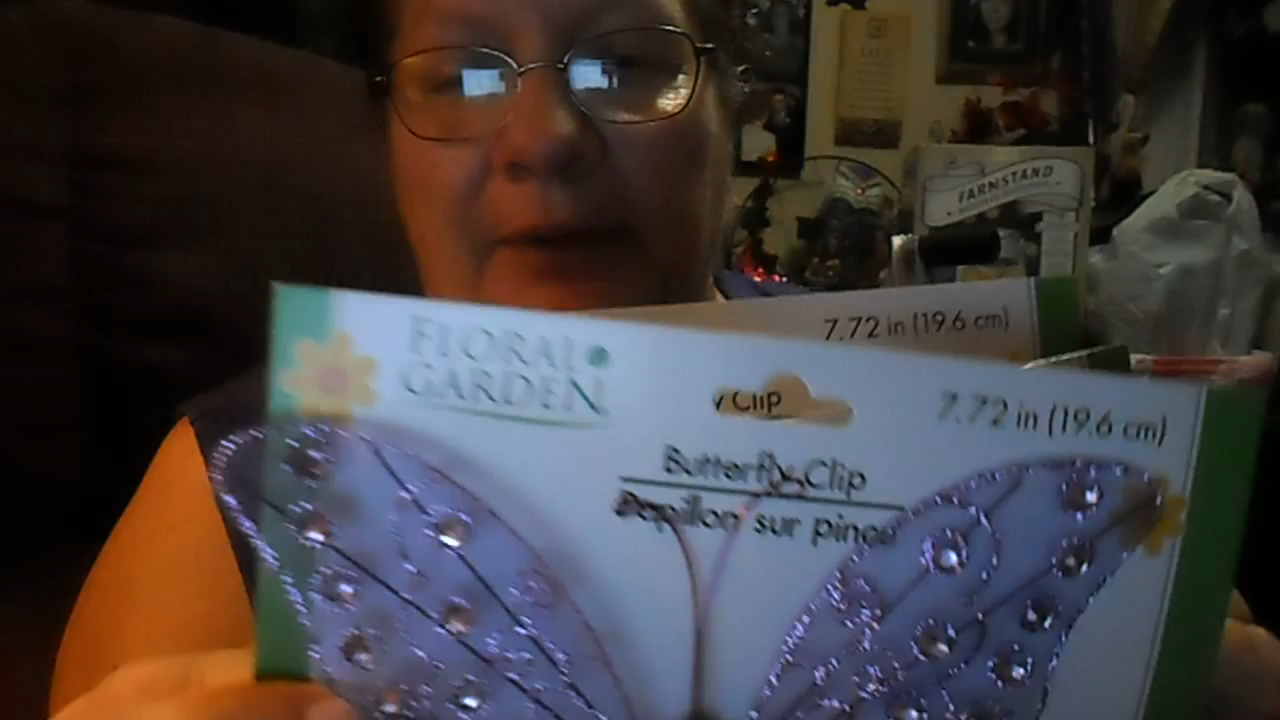 LIFE
FARMSTAND
7.72 in (19.6 cm)
FLORAL
GARDEN
Clip
7.72 in (19.6 cm)
Butterfly Clip
Papillon sur pince